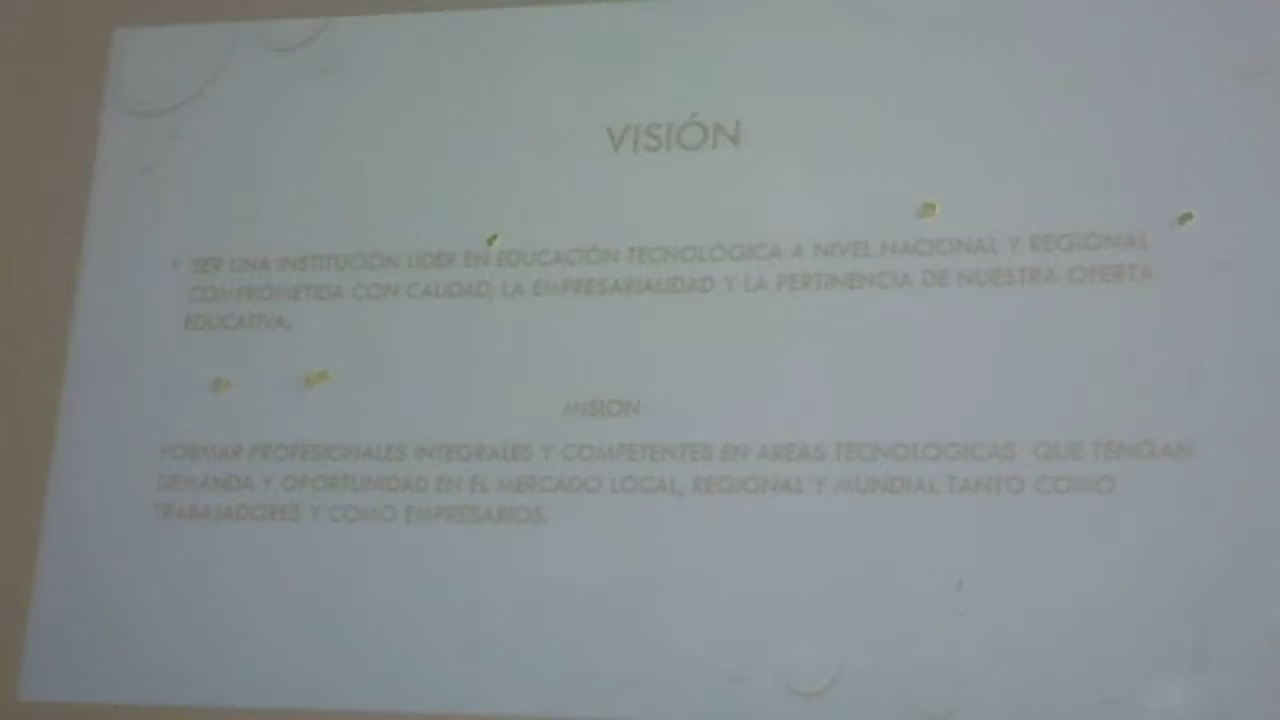 VISIÓN
• SER UNA INSTITUCIÓN LIDER EN EDUCACIÓN TECNOLÓGICA A NIVEL NACIONAL Y REGIONAL
COMPROMETIDA CON CALIDAD, LA EMPRESARIALIDAD Y LA PERTINENCIA DE NUESTRA OFERTA
EDUCATIVA.
MISION
FORMAR PROFESIONALES INTEGRALES Y COMPETENTES EN AREAS TECNOLOGICAS QUE TENGAN
DEMANDA Y OPORTUNIDAD EN EL MERCADO LOCAL, REGIONAL Y MUNDIAL TANTO COMO
TRABAJADORES Y COMO EMPRESARIOS.